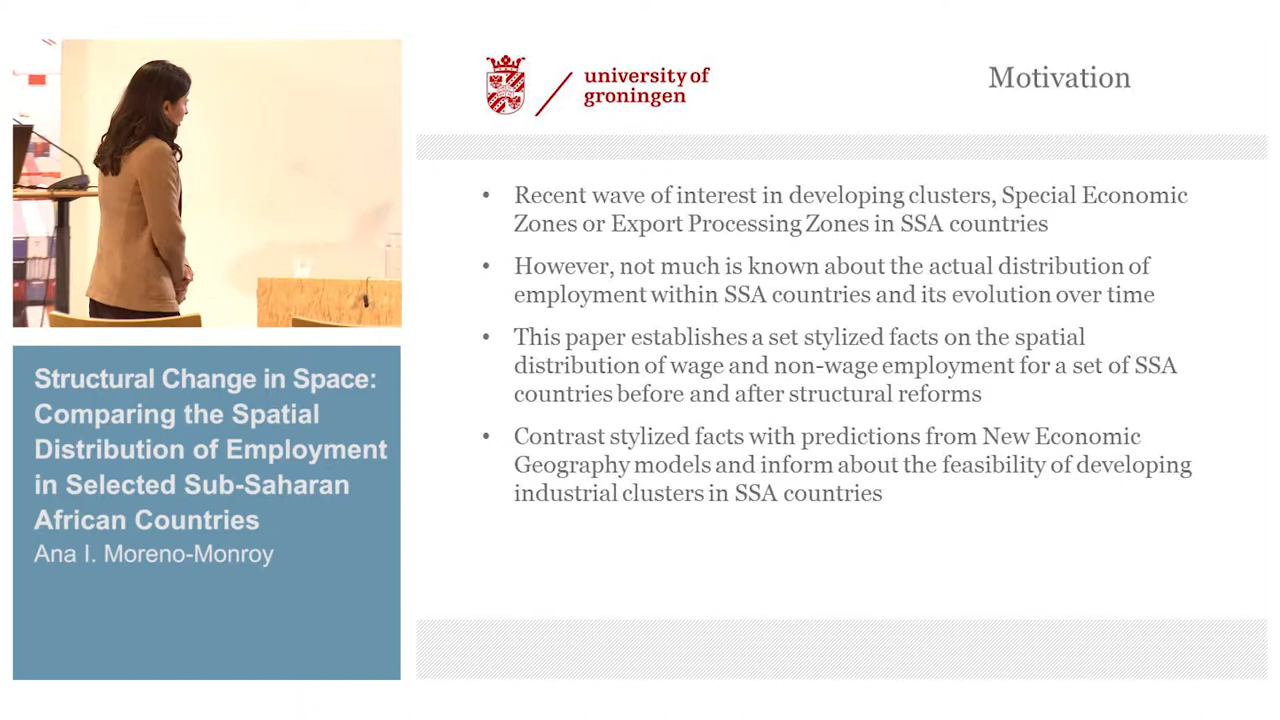 university of
groningen
Motivation
• Recent wave of interest in developing clusters, Special Economic
Zones or Export Processing Zones in SSA countries
• However, not much is known about the actual distribution of
employment within SSA countries and its evolution over time
• This paper establishes a set stylized facts on the spatial
distribution of wage and non-wage employment for a set of SSA
countries before and after structural reforms
• Contrast stylized facts with predictions from New Economic
Geography models and inform about the feasibility of developing
industrial clusters in SSA countries
Structural Change in Space:
Comparing the Spatial
Distribution of Employment
in Selected Sub-Saharan
African Countries
Ana I. Moreno-Monroy